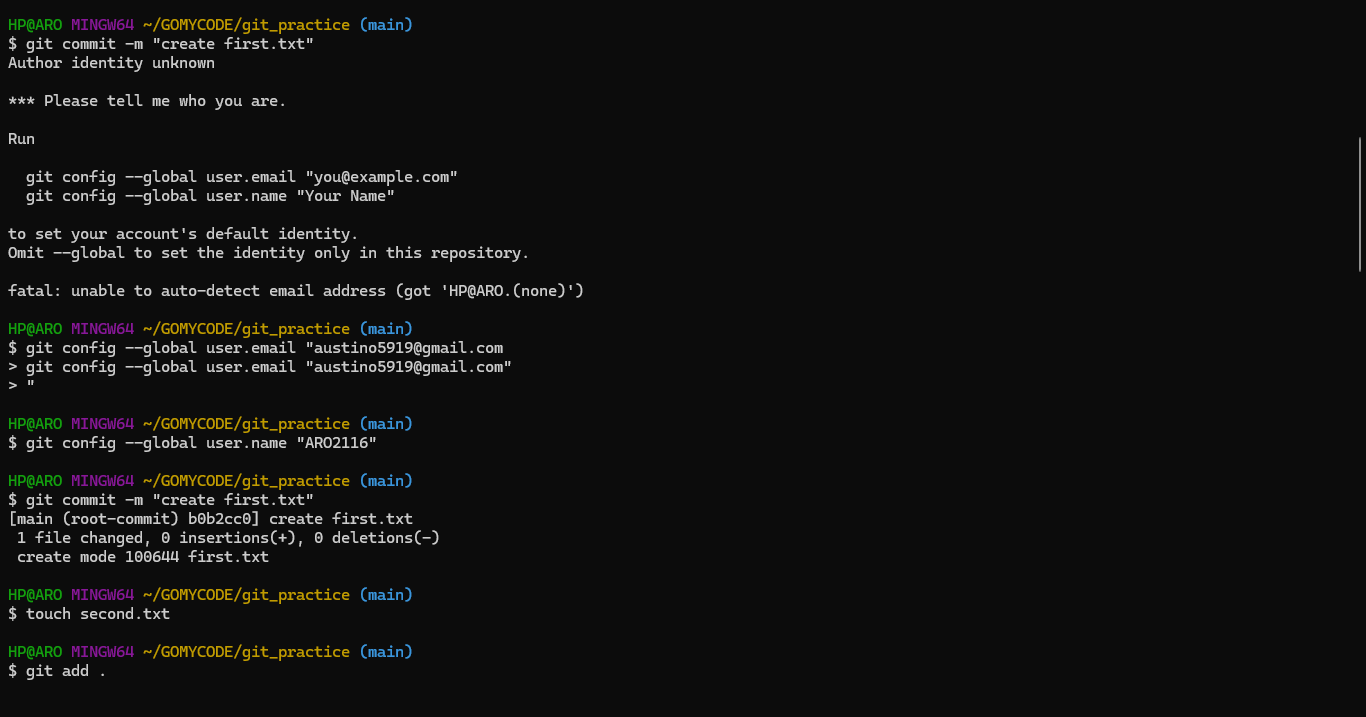 HP@ARO MINGW64 ~/GOMYCODE/git_practice (main)
$ git commit -m "create first.txt"
Author identity unknown
*** Please tell me who you are.
Run
  git config --global user.email "you@example.com"
  git config --global user.name "Your Name"
to set your account's default identity.
Omit --global to set the identity only in this repository.
fatal: unable to auto-detect email address (got 'HP@ARO.(none)')
HP@ARO MINGW64 ~/GOMYCODE/git_practice (main)
$ git config --global user.email "austino5919@gmail.com
> git config --global user.email "austino5919@gmail.com"
> "
HP@ARO MINGW64 ~/GOMYCODE/git_practice (main)
$ git config --global user.name "ARO2116"
HP@ARO MINGW64 ~/GOMYCODE/git_practice (main)
$ git commit -m "create first.txt"
[main (root-commit) b0b2cc0] create first.txt
 1 file changed, 0 insertions(+), 0 deletions(-)
 create mode 100644 first.txt
HP@ARO MINGW64 ~/GOMYCODE/git_practice (main)
$ touch second.txt
HP@ARO MINGW64 ~/GOMYCODE/git_practice (main)
$ git add .